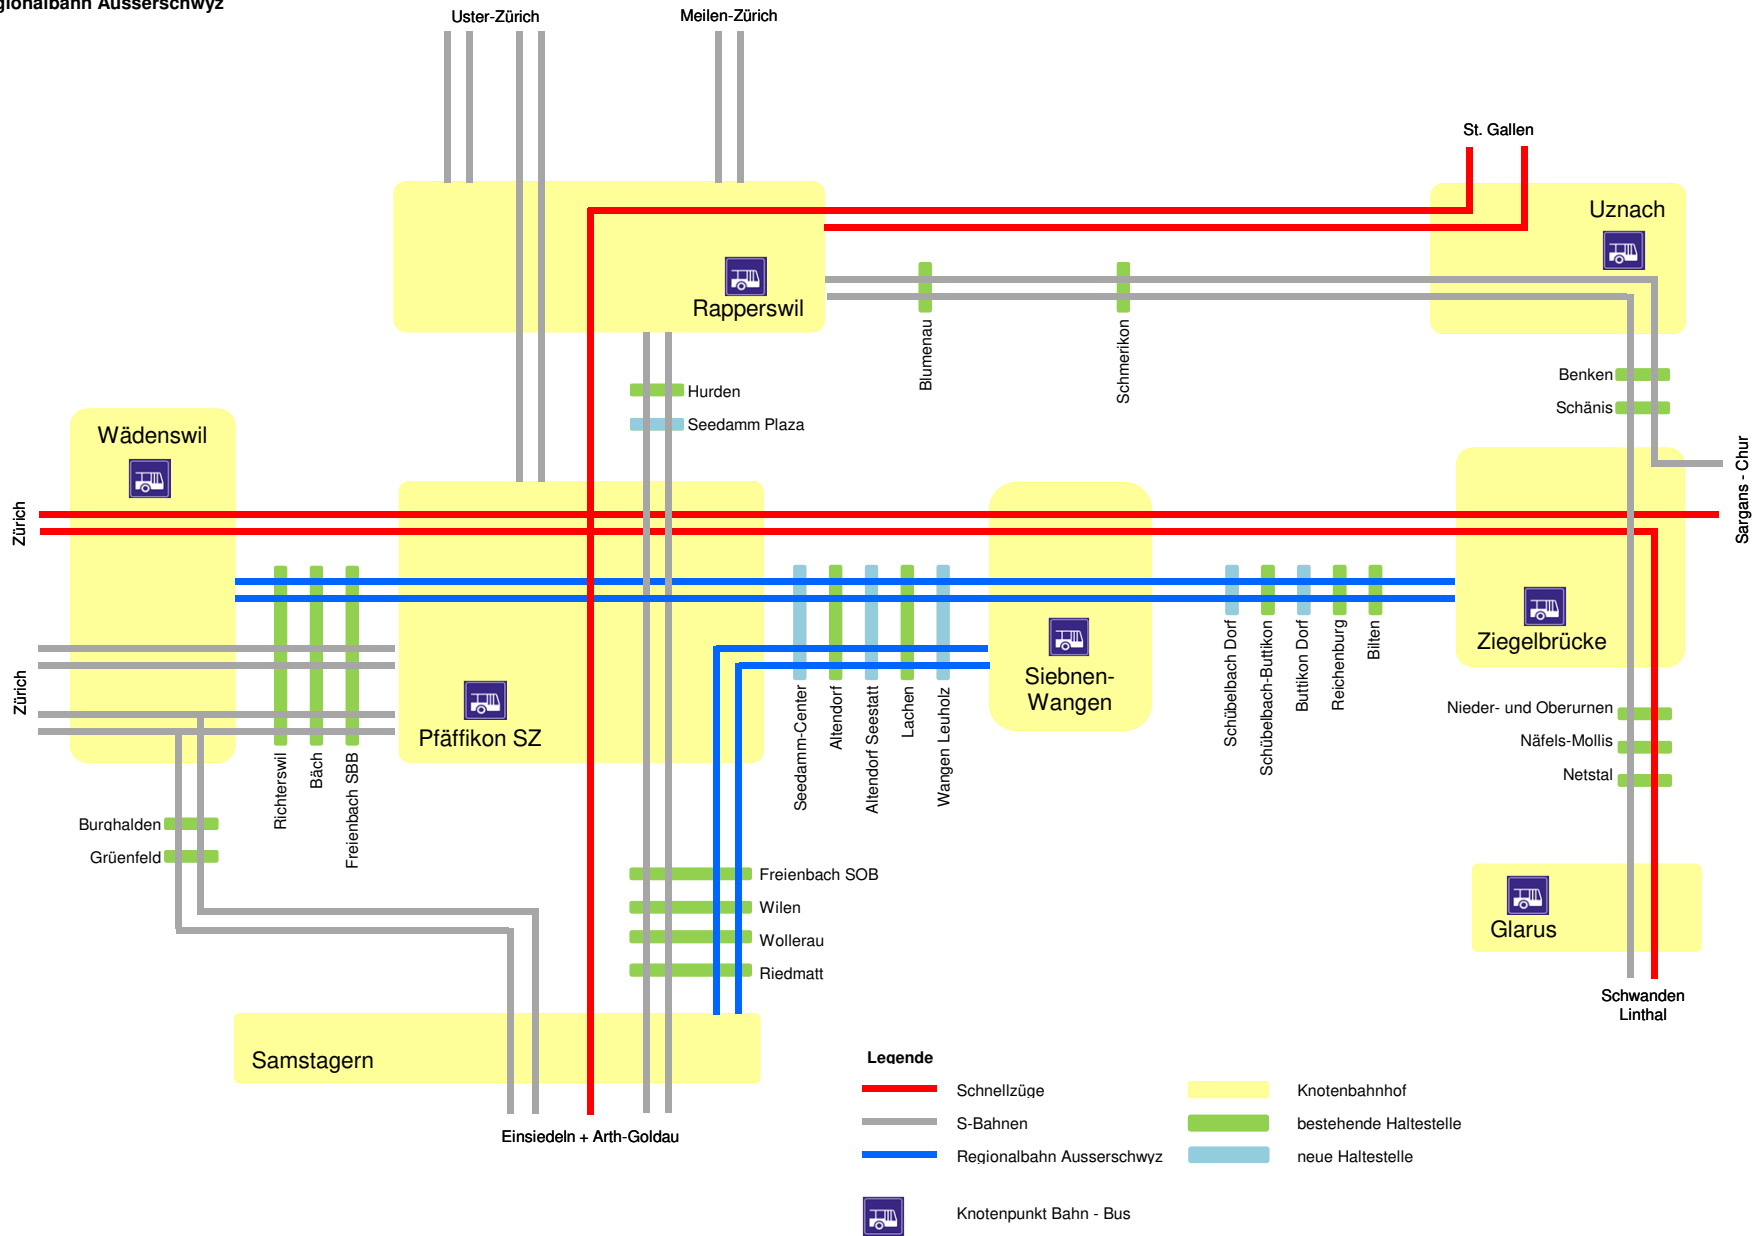 gionalbahn Ausserschwyz
Uster-Zürich
Meilen-Zürich
St. Gallen
Uznach
Rapperswil
Blumenau
Schmerikon
Hurden
Seedamm Plaza
Benken
Schänis
Wädenswil
Zürich
Sargans - Chur
Ziegelbrücke
Siebnen-
Wangen
Pfäffikon SZ
Zürich
Richterswil
Bäch
Freienbach SBB
Seedamm-Center
Altendorf
Altendorf Seestatt
Lachen
Wangen Leuholz
Schübelbach Dorf
Schübelbach-Buttikon
Buttikon Dorf
Reichenburg
Bilten
Nieder- und Oberurnen
Näfels-Mollis
Netstal
Burghalden
Grüenfeld
Freienbach SOB
Wilen
Wollerau
Riedmatt
Glarus
Schwanden
Linthal
Samstagern
Einsiedeln + Arth-Goldau
Legende
Schnellzüge
Knotenbahnhof
S-Bahnen
bestehende Haltestelle
Regionalbahn Ausserschwyz
neue Haltestelle
Knotenpunkt Bahn - Bus